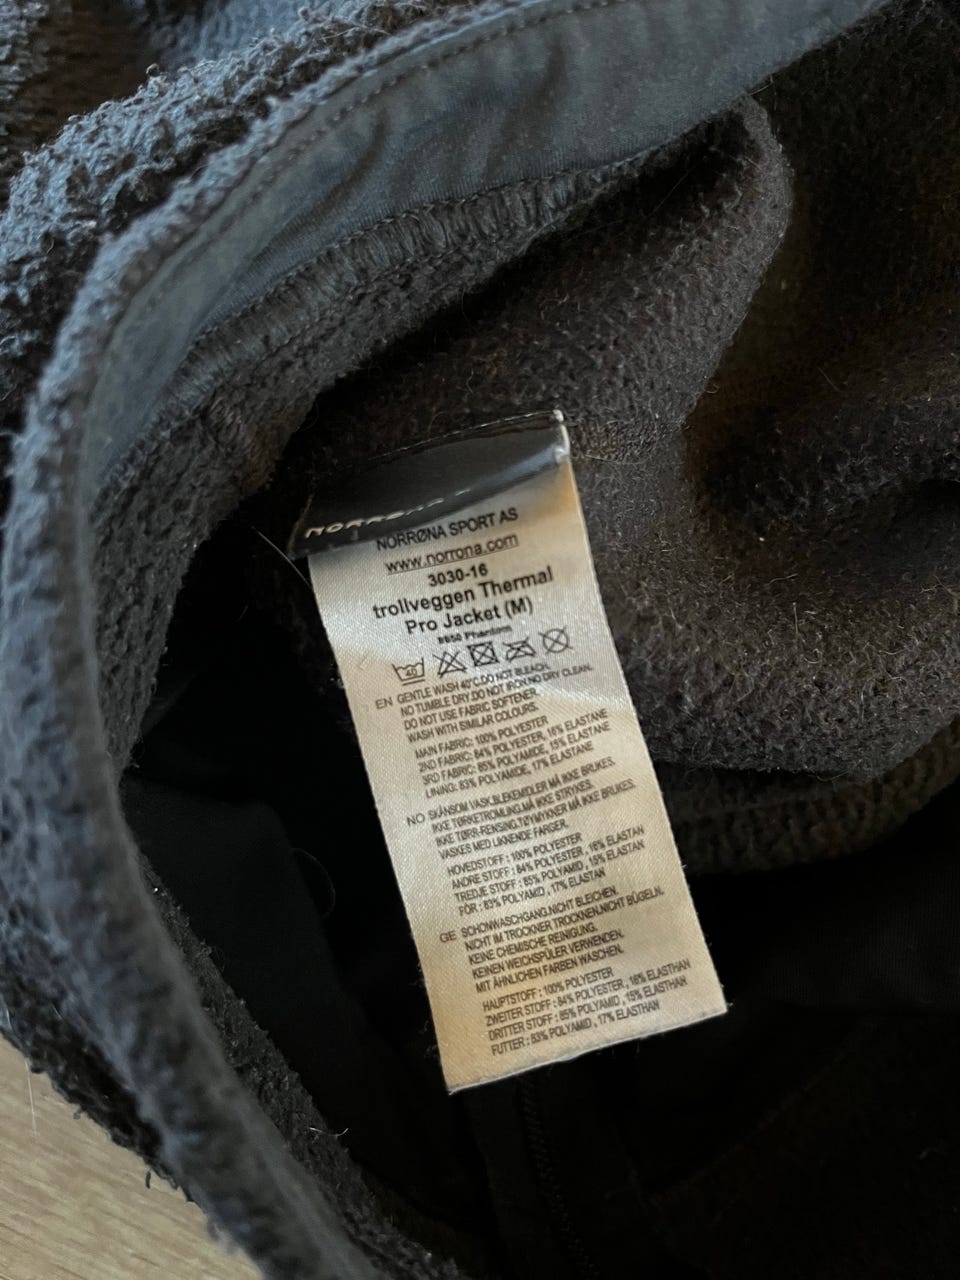 NORRØNA
NORRØNA SPORT AS
www.norrona.com
3030-16
trollveggen Thermal
Pro Jacket (M)
Phantom
40
EN GENTLE WASH 40°C.DO NOT BLEACH.
NO TUMBLE DRY.DO NOT IRON.NO DRY CLEAN.
DO NOT USE FABRIC SOFTENER.
WASH WITH SIMILAR COLOURS.
MAIN FABRIC: 100% POLYESTER
2ND FABRIC: 84% POLYESTER, 16% ELASTANE
3RD FABRIC: 85% POLYAMIDE, 15% ELASTANE
LINING: 83% POLYAMIDE, 17% ELASTANE
NO SKÅNSOM VASK.BLEKEMIDLER MÅ IKKE BRUKES.
IKKE TØRKETROMLING.MÅ IKKE STRYKES.
IKKE TØRR-RENSING.TØYMYKNER MÅ IKKE BRUKES.
VASKES MED LIKNENDE FARGER.
HOVEDSTOFF : 100% POLYESTER
ANDRE STOFF : 84% POLYESTER , 16% ELASTAN
TREDJE STOFF : 85% POLYAMID , 15% ELASTAN
FÔR : 83% POLYAMID , 17% ELASTAN
GE SCHONWASCHGANG.NICHT BLEICHEN.
NICHT IM TROCKNER TROCKNEN.NICHT BÜGELN.
KEINE CHEMISCHE REINIGUNG.
KEINEN WEICHSPÜLER VERWENDEN.
MIT ÄHNLICHEN FARBEN WASCHEN.
HAUPTSTOFF : 100% POLYESTER
ZWEITER STOFF : 84% POLYESTER , 16% ELASTHAN
DRITTER STOFF : 85% POLYAMID , 15% ELASTHAN
FUTTER : 83% POLYAMID , 17% ELASTHAN